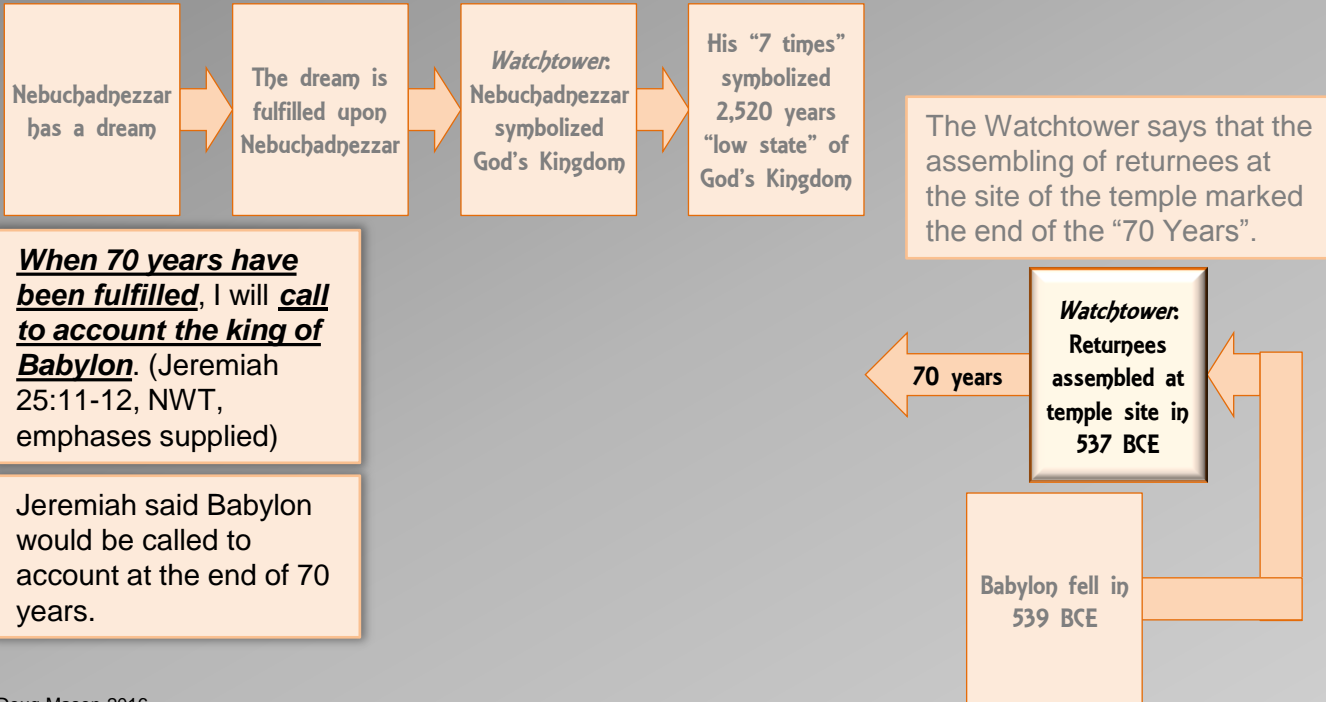 Nebuchadnezzar
has a dream
The dream is
fulfilled upon
Nebuchadnezzar
Watchtower:
Nebuchadnezzar
symbolized
God's Kingdom
His “7 times”
symbolized
2,520 years
“low state” of
God's Kingdom
The Watchtower says that the
assembling of returnees at
the site of the temple marked
the end of the “70 Years”.
When 70 years have
been fulfilled, I will call
to account the king of
Babylon. (Jeremiah
25:11-12, NWT,
emphases supplied)
70 years
Watchtower:
Returnees
assembled at
temple site in
537 BCE
Jeremiah said Babylon
would be called to
account at the end of 70
years.
Babylon fell in
539 BCE